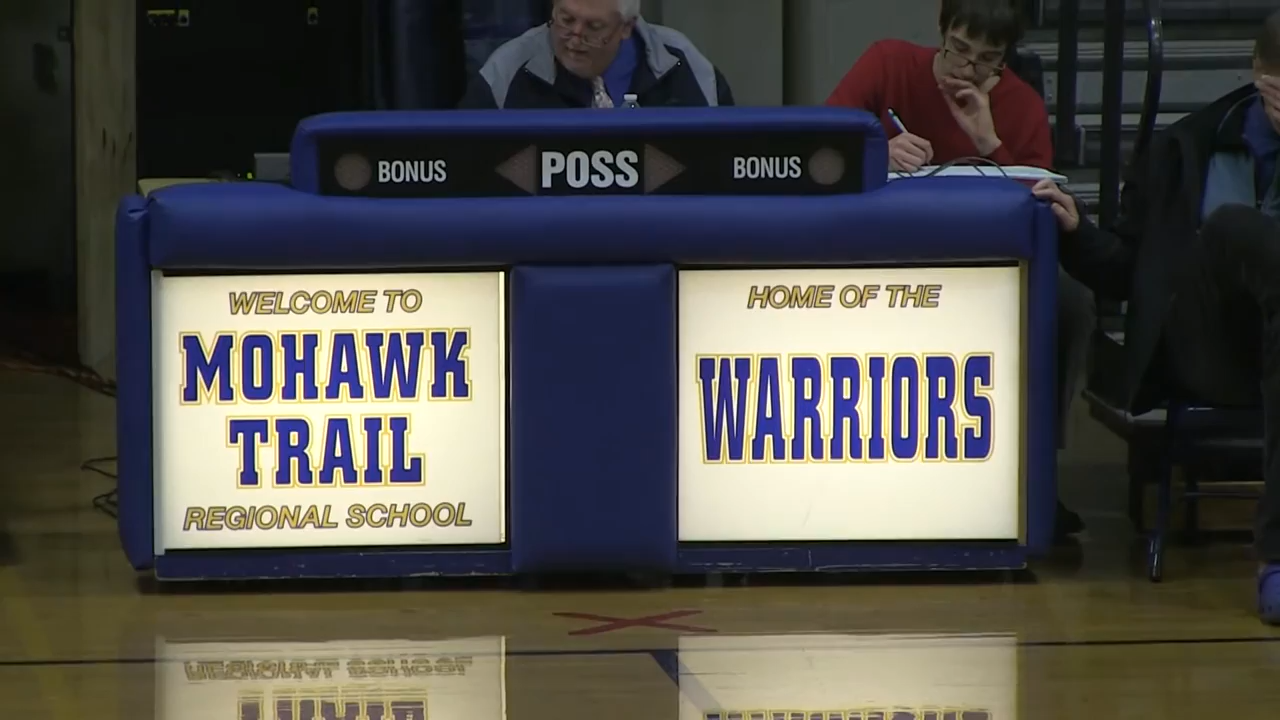 BONUS POSS BONUS
WELCOME TO
MOHAWK
TRAIL
REGIONAL SCHOOL
HOME OF THE
WARRIORS